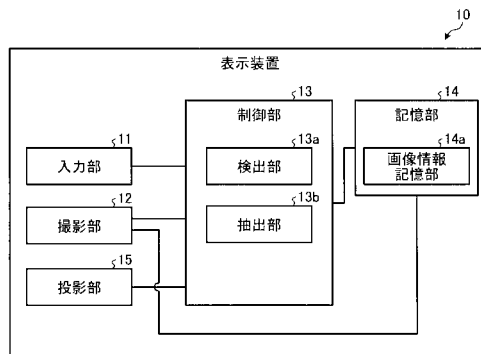 10
表示装置
13
制御部
14
記憶部
11
入力部
13a
検出部
14a
画像情報
記憶部
12
撮影部
13b
抽出部
15
投影部